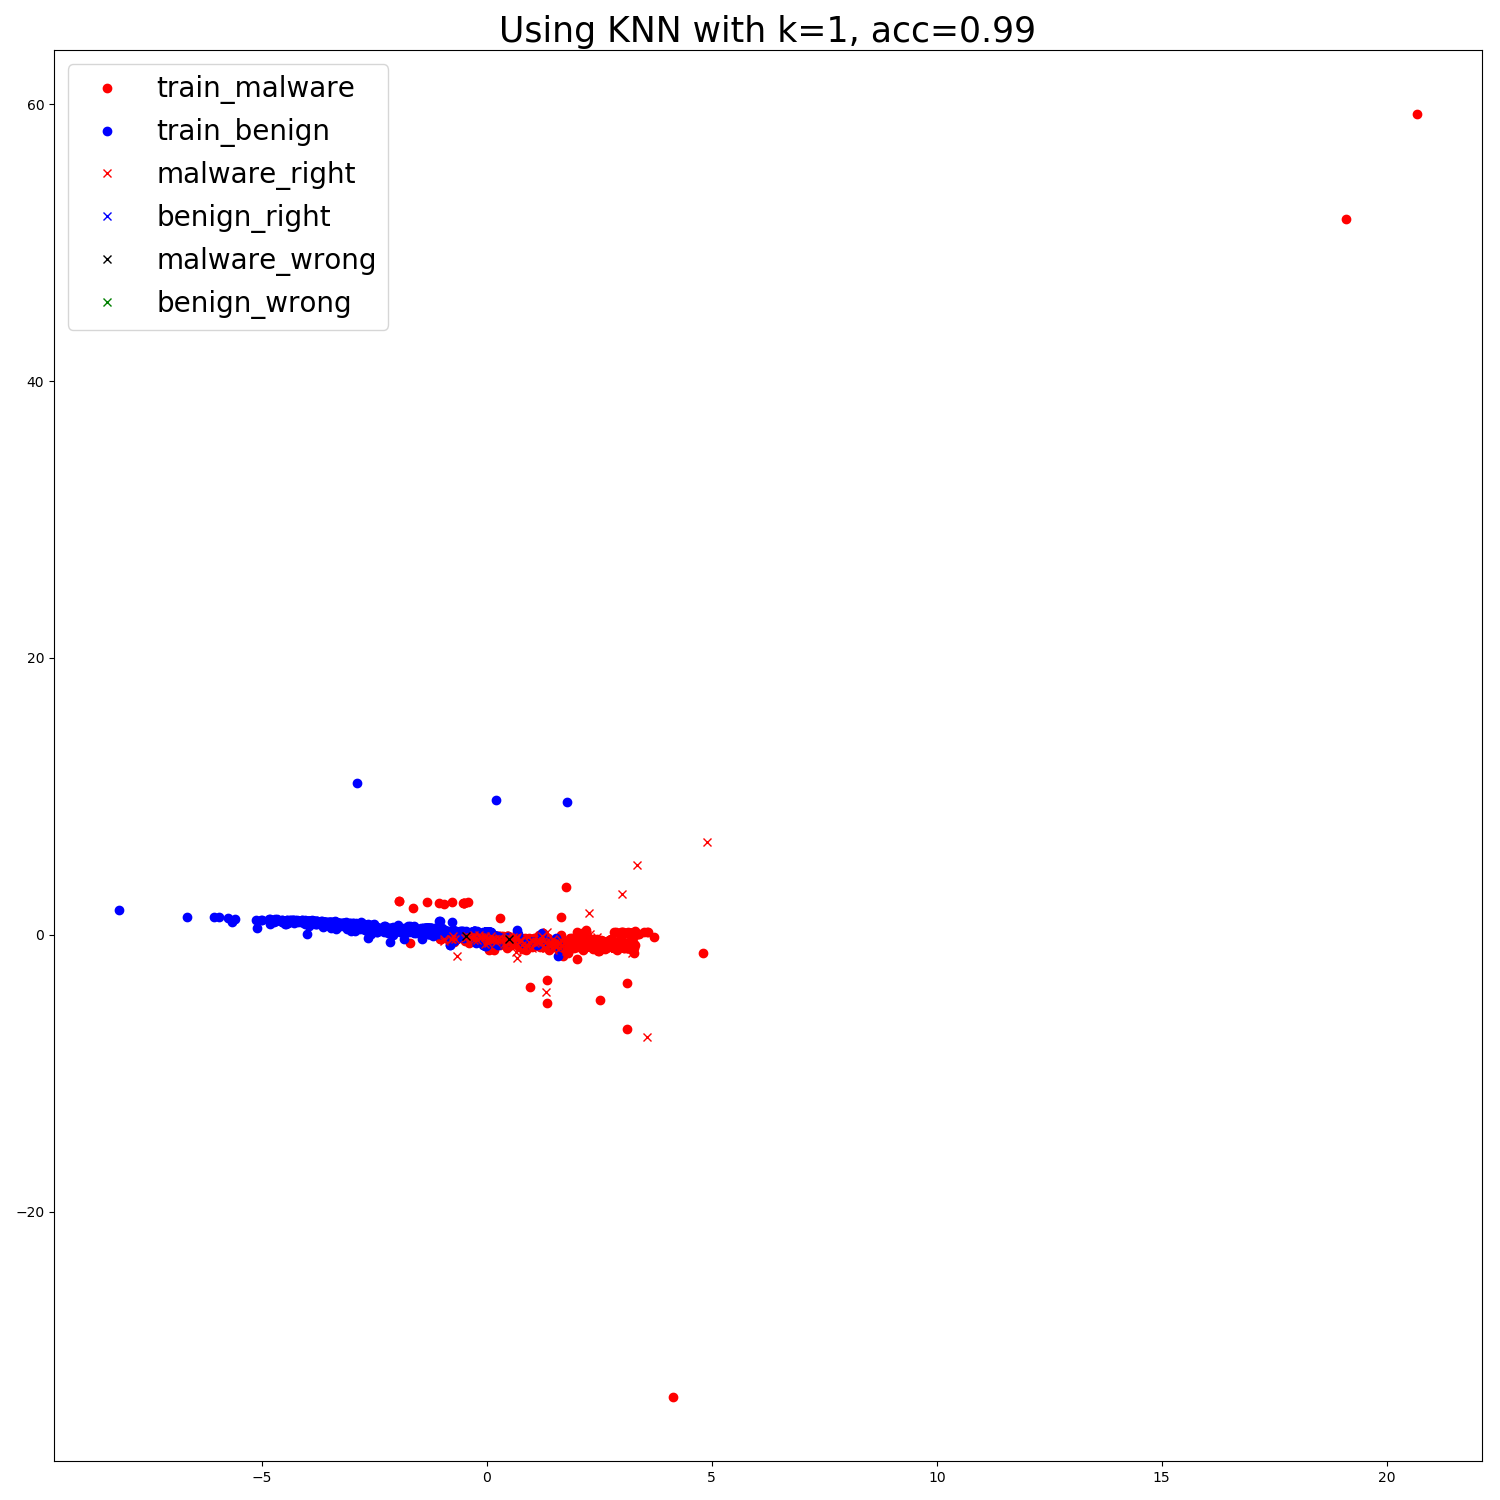 Using KNN with k=1, acc=0.99
train_malware
train_benign
malware_right
benign_right
malware_wrong
benign_wrong
60
40
20
0
−20
−5
0
5
10
15
20